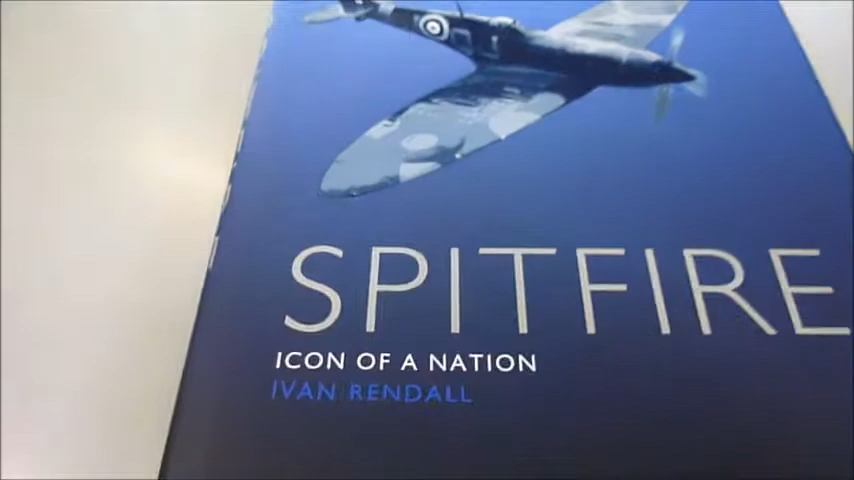 SPITFIRE
ICON OF A NATION
IVAN RENDALL